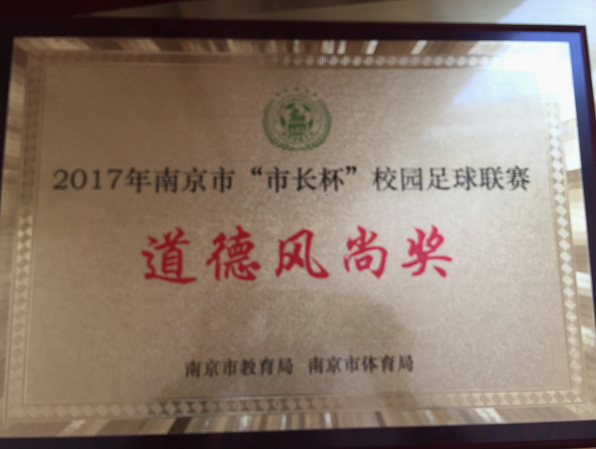 2017年南京市“市长杯”校园足球联赛
道德风尚奖
南京市教育局 南京市体育局